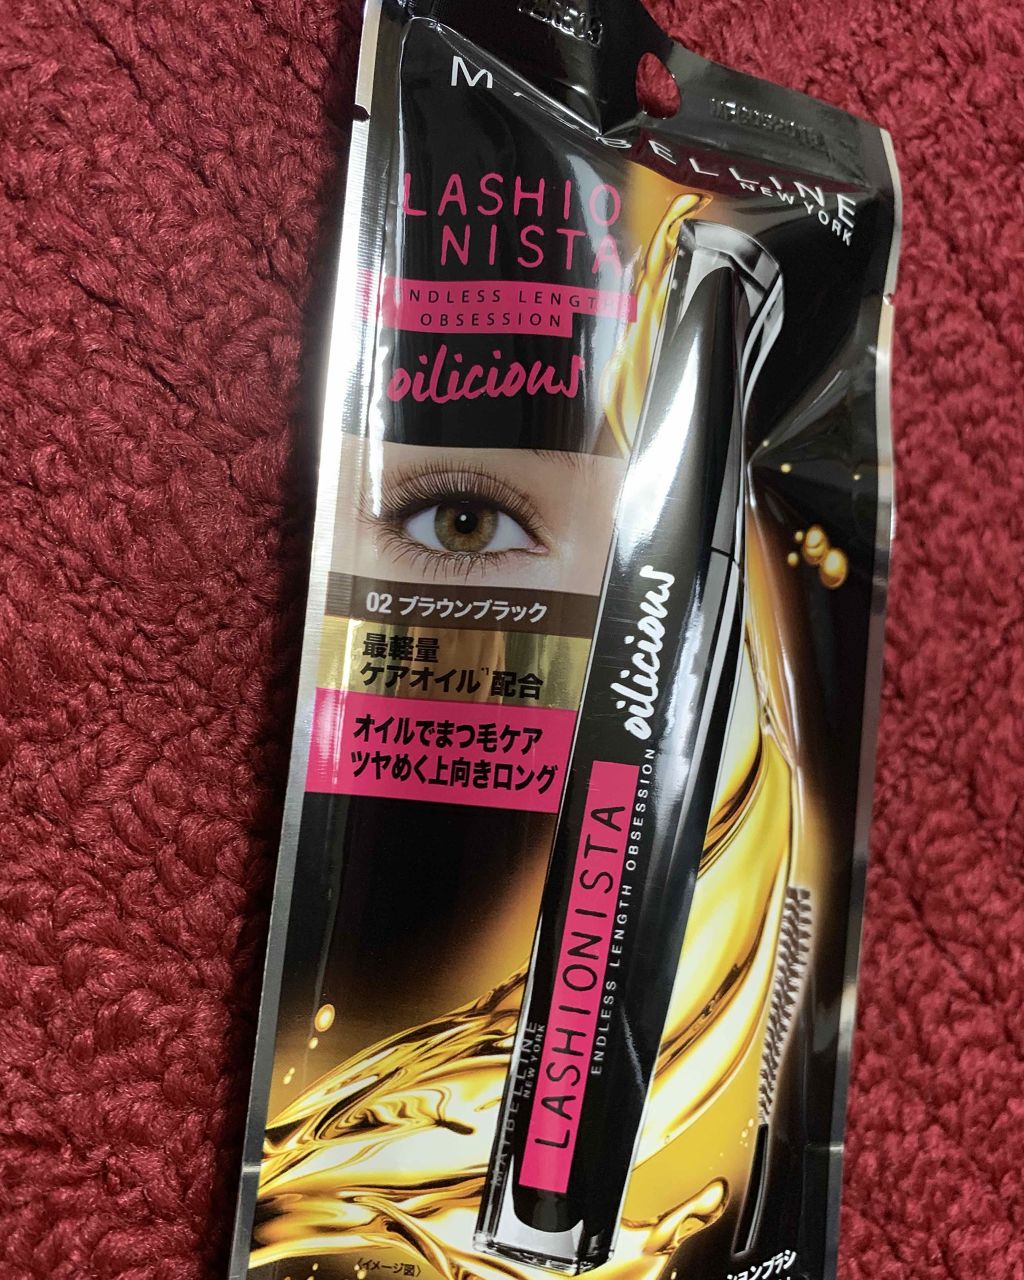 MAYBELLINE
NEW YORK
LASHIO
NISTA
ENDLESS LENGTH
OBSESSION
oilicious
02 ブラウンブラック
最軽量
ケアオイル*1配合
オイルでまつ毛ケア
ツヤめく上向きロング
oilicious
LASHIONISTA
ENDLESS LENGTH OBSESSION
MAYBELLINE
NEW YORK
〈イメージ図〉